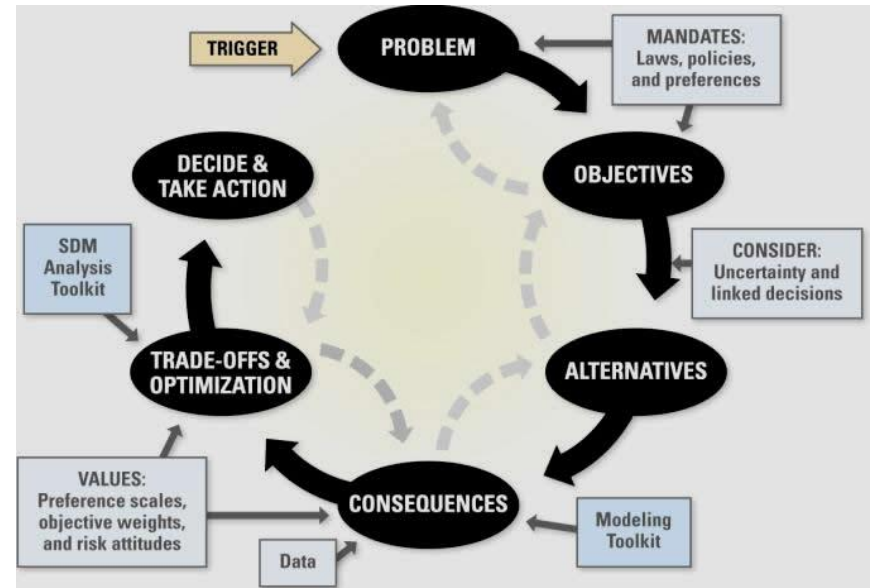 TRIGGER
PROBLEM
MANDATES:
Laws, policies,
and preferences
DECIDE &
TAKE ACTION
OBJECTIVES
SDM
Analysis
Toolkit
CONSIDER:
Uncertainty and
linked decisions
TRADE-OFFS &
OPTIMIZATION
ALTERNATIVES
VALUES:
Preference scales,
objective weights,
and risk attitudes
CONSEQUENCES
Modeling
Toolkit
Data